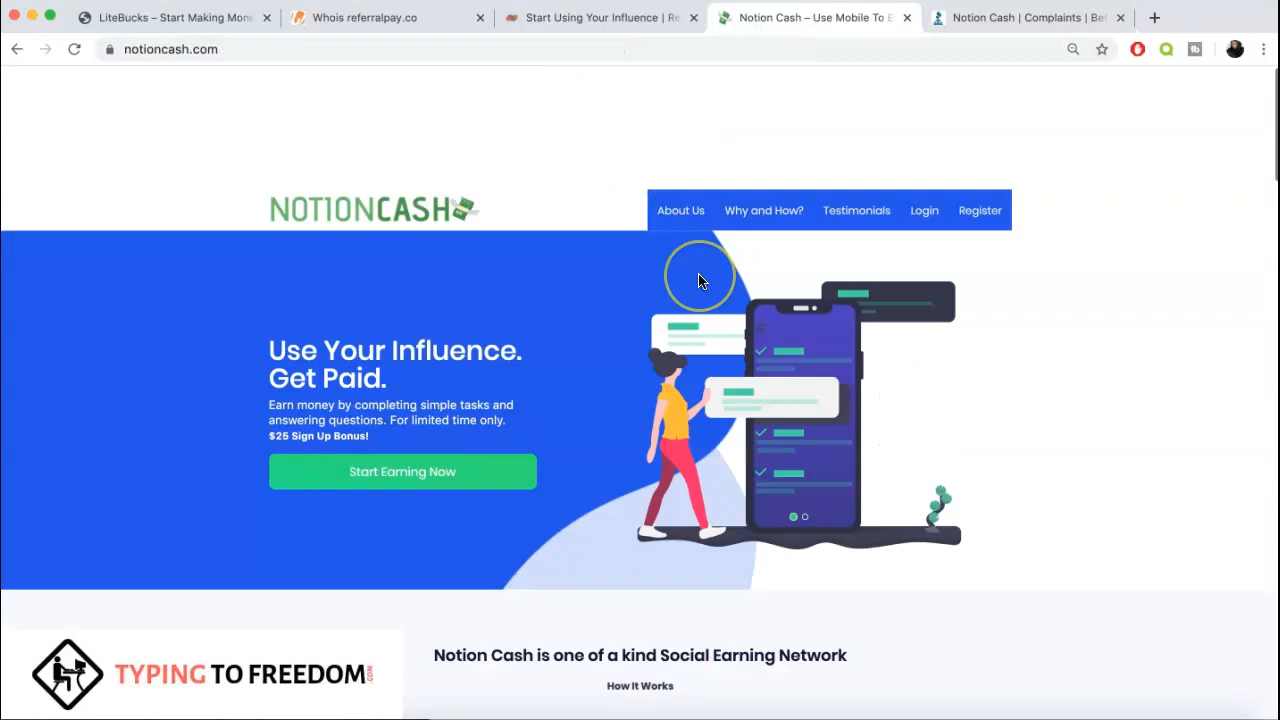 LiteBucks – Start Making Mon
Whois referralpay.co
Start Using Your Influence | Re
Notion Cash – Use Mobile To E
Notion Cash | Complaints | Bet
notioncash.com
NOTIONCASH
About Us Why and How? Testimonials Login Register
Use Your Influence.
Get Paid.
Earn money by completing simple tasks and
answering questions. For limited time only.
$25 Sign Up Bonus!
Start Earning Now
Notion Cash is one of a kind Social Earning Network
How It Works
TYPING TO FREEDOM.COM